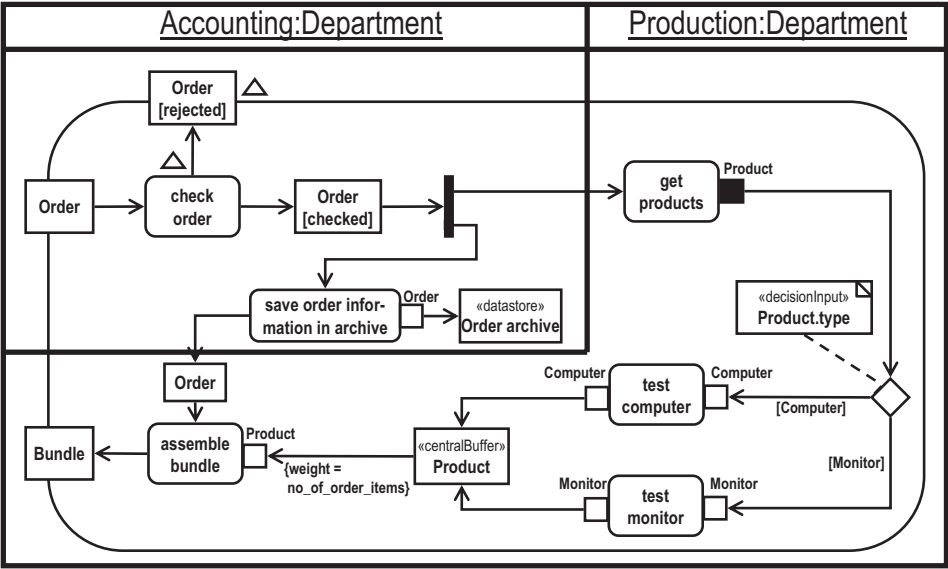 Accounting:Department
Production:Department
Order
[rejected]
Order
check
order
Order
[checked]
get
products
Product
save order infor-
mation in archive
Order
«datastore»
Order archive
«decisionInput»
Product.type
Order
Computer
test
computer
Computer
[Computer]
Bundle
assemble
bundle
Product
{weight =
no_of_order_items}
«centralBuffer»
Product
[Monitor]
Monitor
test
monitor
Monitor